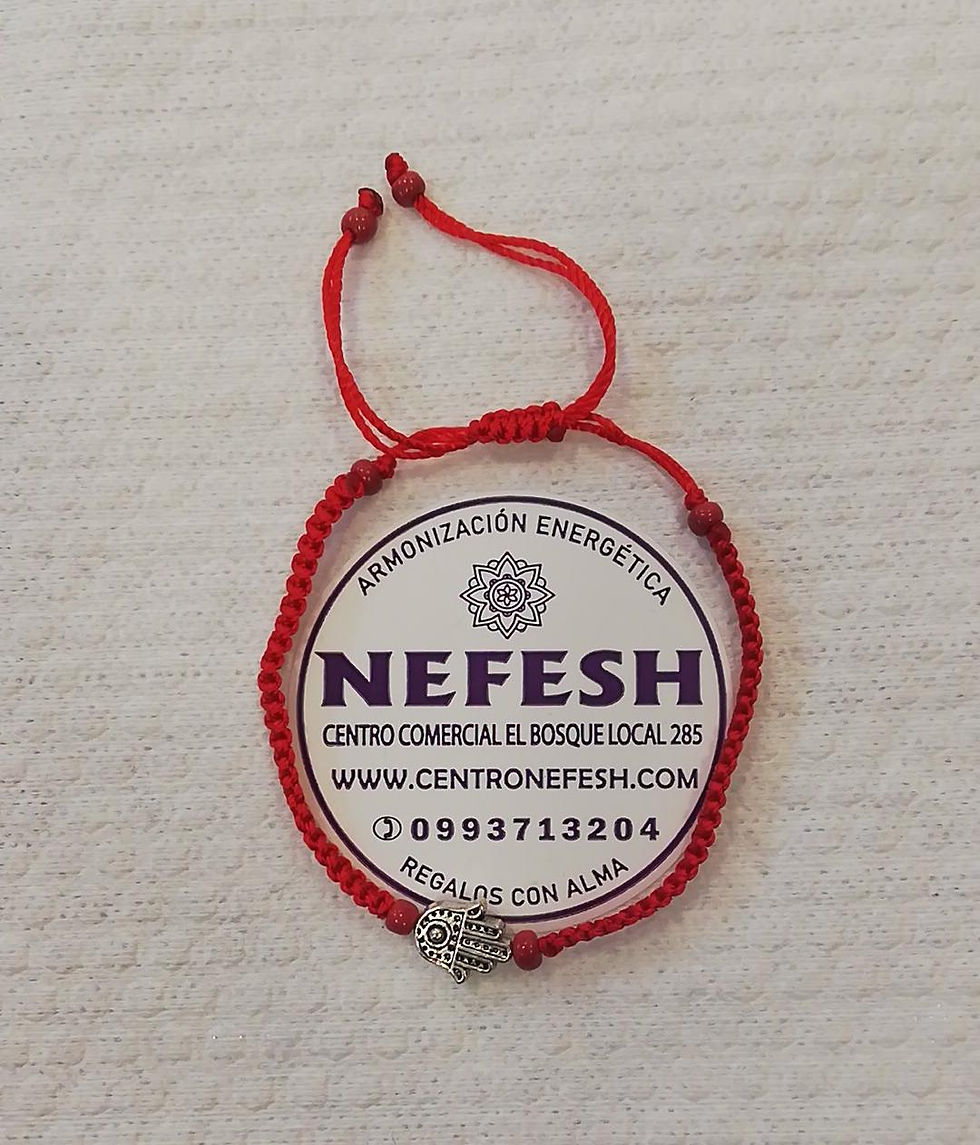 ARMONIZACIÓN ENERGÉTICA
NEFESH
CENTRO COMERCIAL EL BOSQUE LOCAL 285
WWW.CENTRONEFESH.COM
0993713204
REGALOS CON ALMA